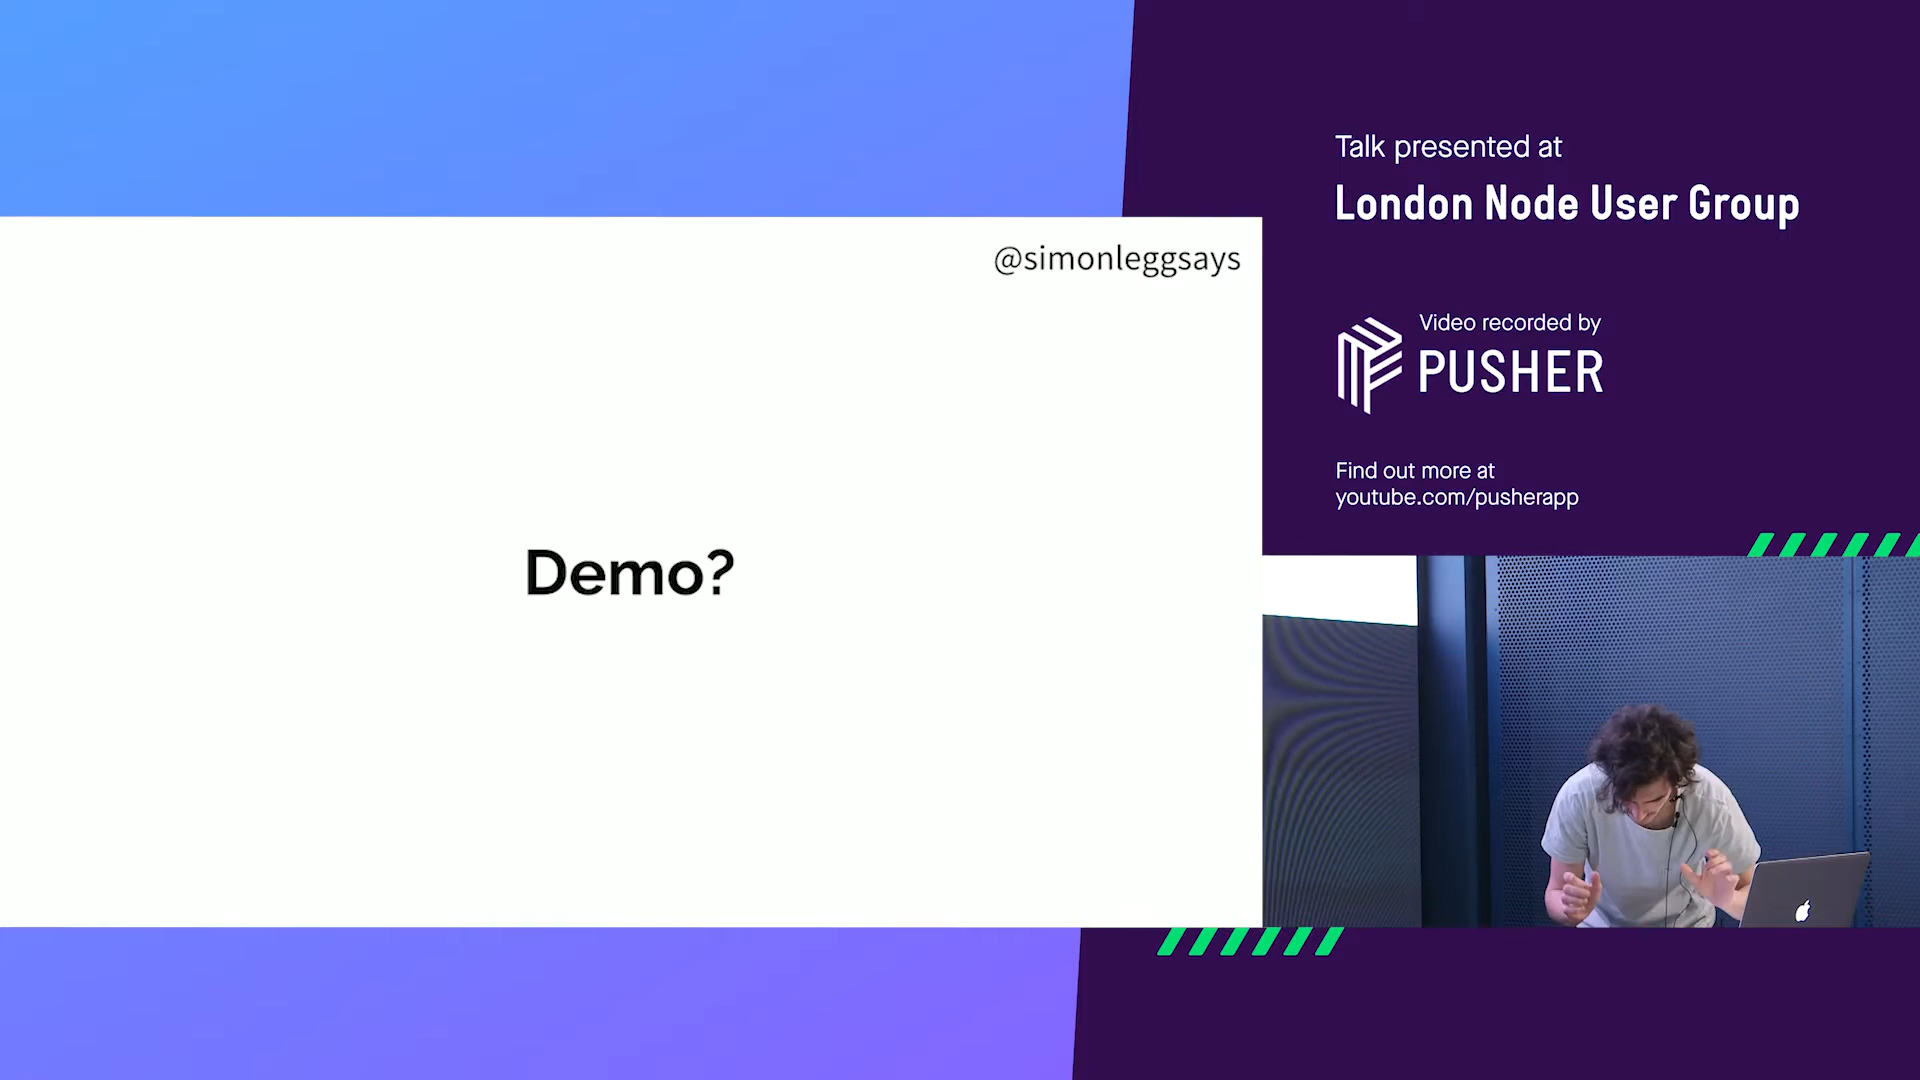 @simonleggsays
Demo?
Talk presented at
London Node User Group
Video recorded by
PUSHER
Find out more at
youtube.com/pusherapp